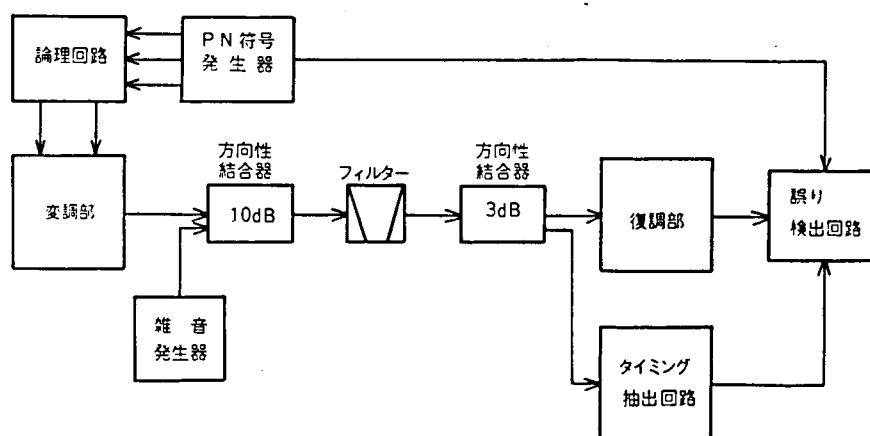 論理回路
PN符号
発生器
方向性
結合器
フィルター
方向性
結合器
変調部
10dB
3dB
復調部
誤り
検出回路
雑音
発生器
タイミング
抽出回路